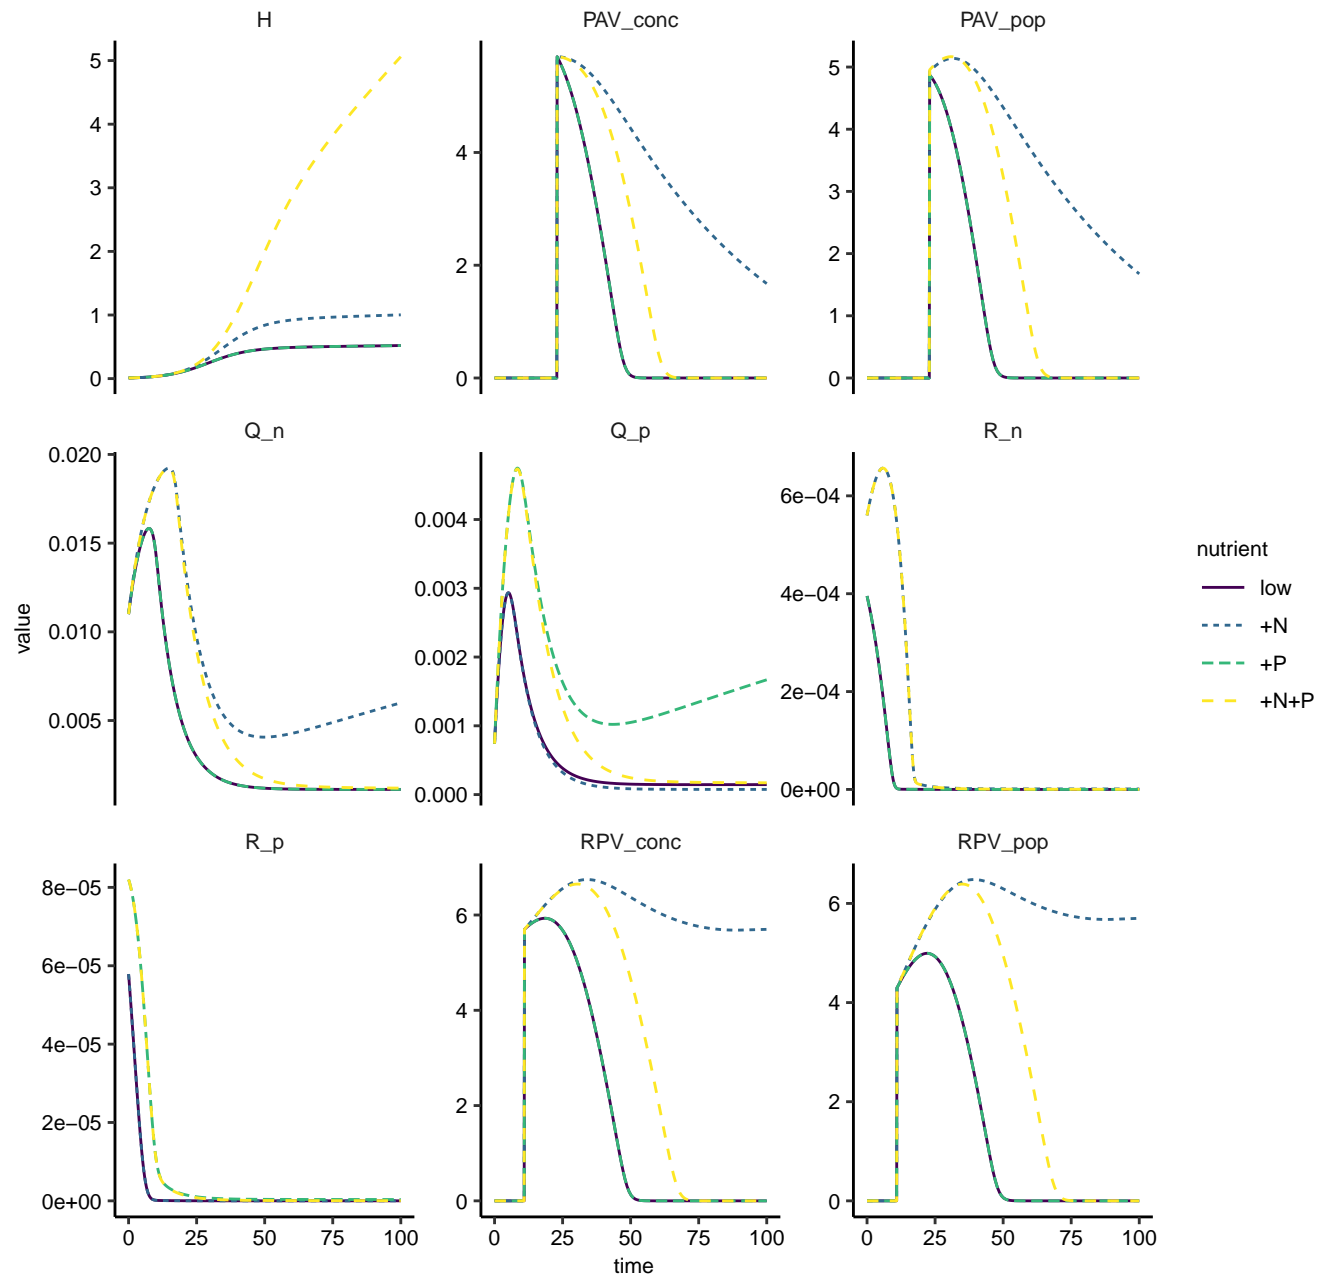 H
PAV_conc
PAV_pop
5
4
3
2
1
0
4
2
0
5
4
3
2
1
0
Q_n
Q_p
R_n
0.020
0.015
0.010
0.005
0.004
0.003
0.002
0.001
0.000
6e−04
4e−04
2e−04
0e+00
R_p
RPV_conc
RPV_pop
8e−05
6e−05
4e−05
2e−05
0e+00
6
4
2
0
6
4
2
0
0 25 50 75 100
0 25 50 75 100
0 25 50 75 100
time
value
nutrient
low
+N
+P
+N+P